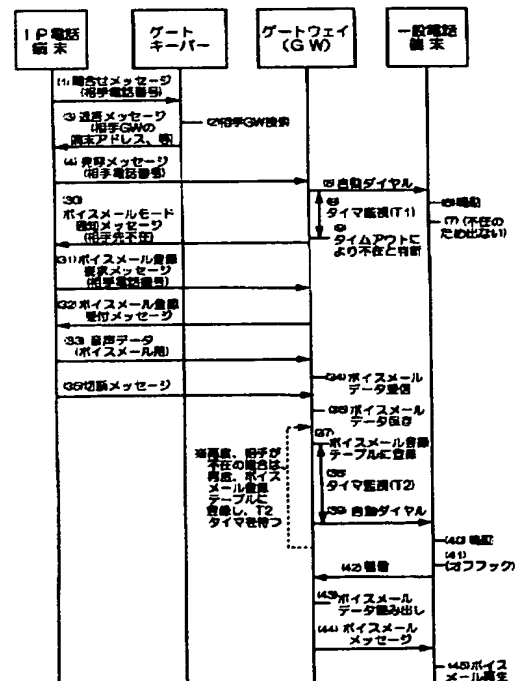 IP電話
端末
ゲート
キーパー
ゲートウェイ
(GW)
一般電話
端末
(1) 問合せメッセージ
(相手電話番号)
(2)相手GW検索
(3) 返答メッセージ
(相手GWの
端末アドレス、等)
(4) 発呼メッセージ
(相手電話番号)
(5)自動ダイヤル
(6)鳴動
(7)(不在の
ため出ない)
(8)
タイマ監視(T1)
(9)
タイムアウトに
より不在と判断
(30)
ボイスメールモード
通知メッセージ
(相手先不在)
(31)ボイスメール登録
要求メッセージ
(相手電話番号)
(32)ボイスメール登録
受付メッセージ
(33) 音声データ
(ボイスメール用)
(34)ボイスメール
データ受信
(35)切断メッセージ
(36)ボイスメール
データ保存
(37)
ボイスメール登録
テーブルに登録
※再度、相手が
不在の場合は、
再度、ボイス
メール登録
テーブルに
登録し、T2
タイマを待つ
(38)
タイマ監視(T2)
(39) 自動ダイヤル
(40) 鳴動
(41)
(オフフック)
(42) 着信
(43)ボイスメール
データ読み出し
(44) ボイスメール
メッセージ
(45)ボイス
メール再生